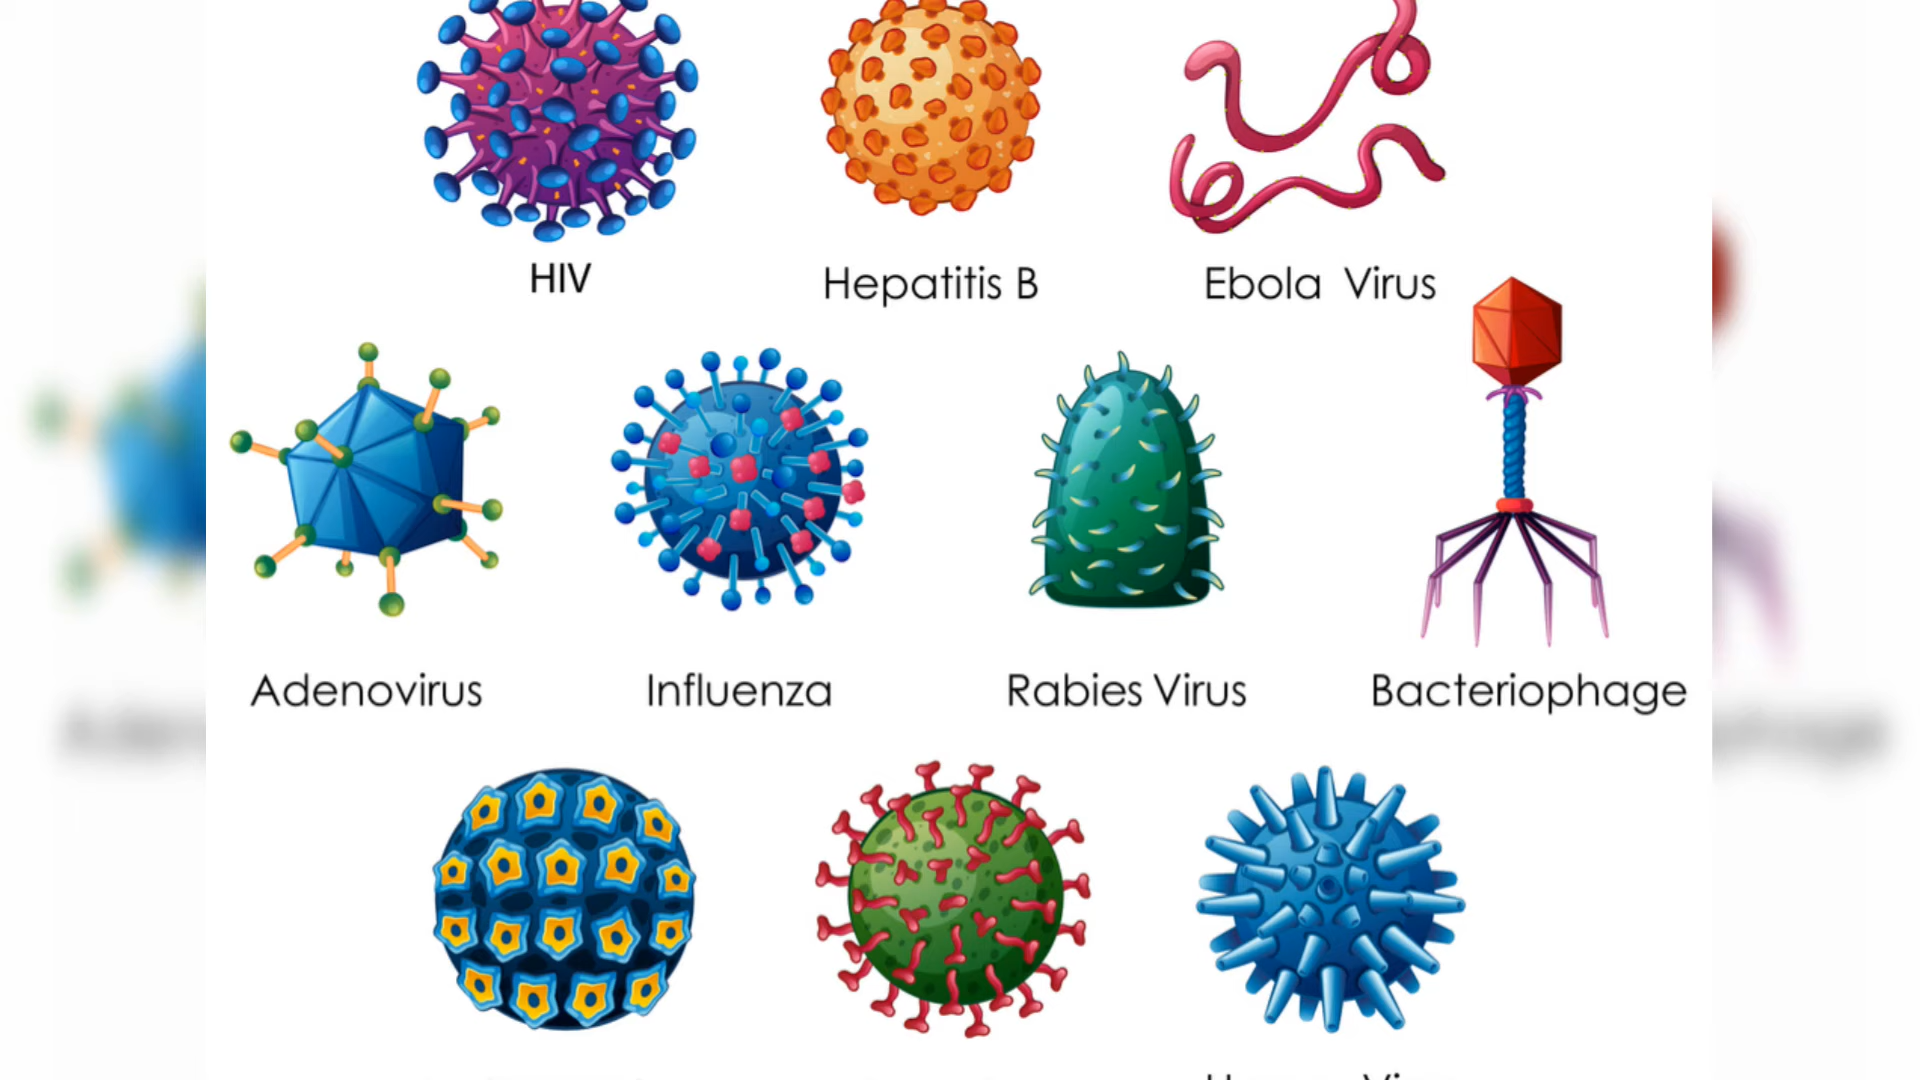 HIV
Hepatitis B
Ebola Virus
Adenovirus
Influenza
Rabies Virus
Bacteriophage